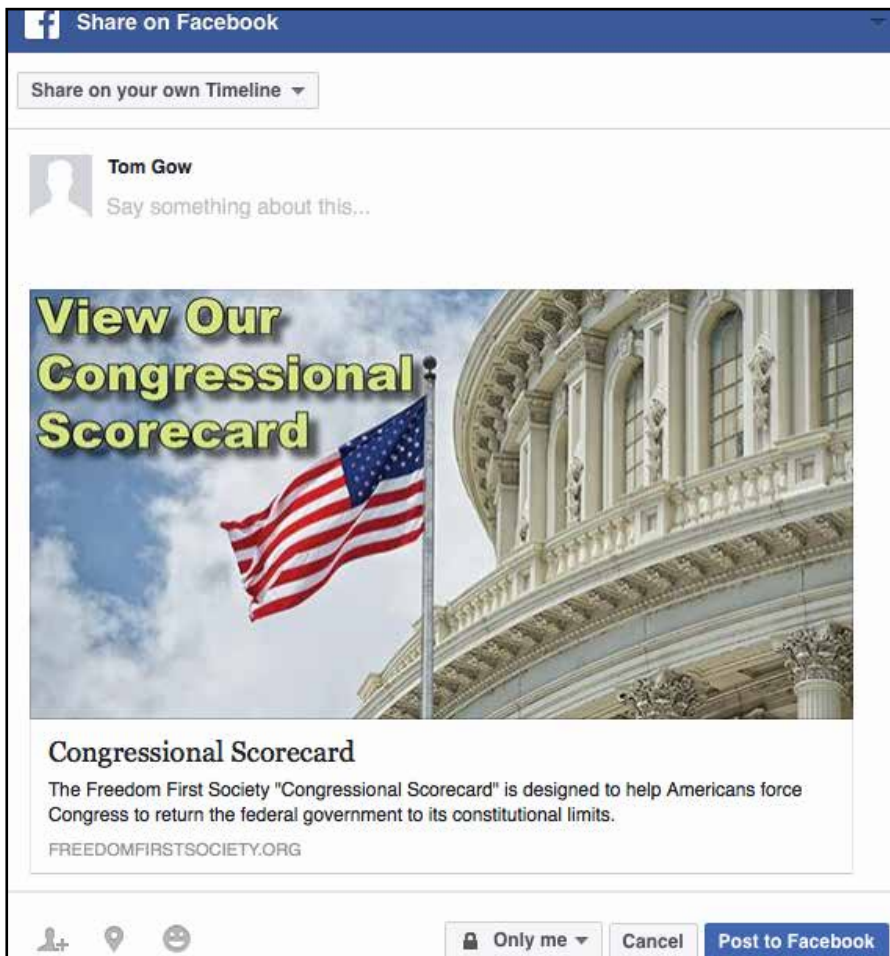 Share on Facebook
Share on your own Timeline
Tom Gow
Say something about this...
View Our
Congressional
Scorecard
Congressional Scorecard
The Freedom First Society "Congressional Scorecard" is designed to help Americans force
Congress to return the federal government to its constitutional limits.
FREEDOMFIRSTSOCIETY.ORG
Only me Cancel Post to Facebook